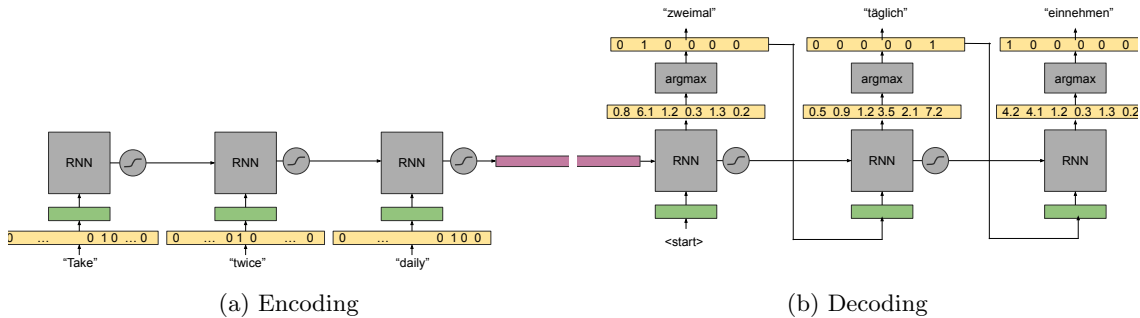 “zweimal” “täglich” “einnehmen”
0 1 0 0 0 0 0 0 0 0 0 1 1 0 0 0 0 0
argmax argmax argmax
0.8 6.1 1.2 0.3 1.3 0.2 0.5 0.9 1.2 3.5 2.1 7.2 4.2 4.1 1.2 0.3 1.3 0.2
RNN RNN RNN RNN RNN RNN
0 ... 0 1 0 ... 0 0 ... 0 1 0 ... 0 0 ... 0 1 0 0
<start>
“Take” “twice” “daily”
(a) Encoding (b) Decoding